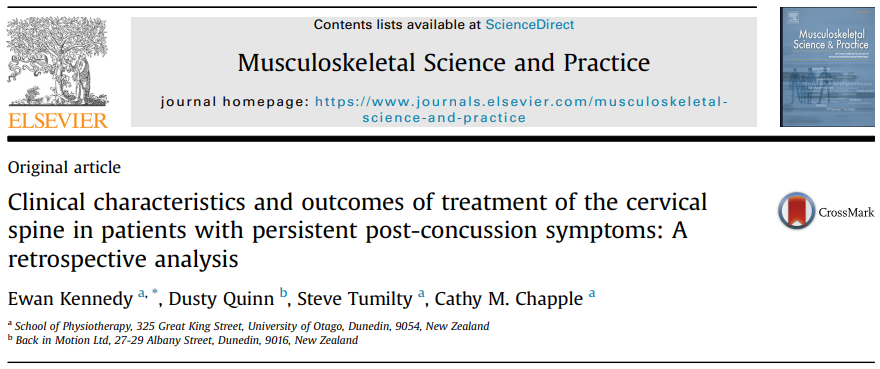 Contents lists available at ScienceDirect
Musculoskeletal Science and Practice
journal homepage: https://www.journals.elsevier.com/musculoskeletal-
science-and-practice
ELSEVIER
Musculoskeletal
Science & Practice
Original article
Clinical characteristics and outcomes of treatment of the cervical
spine in patients with persistent post-concussion symptoms: A
retrospective analysis
CrossMark
Ewan Kennedy a, *, Dusty Quinn b, Steve Tumilty a, Cathy M. Chapple a
a School of Physiotherapy, 325 Great King Street, University of Otago, Dunedin, 9054, New Zealand
b Back in Motion Ltd, 27-29 Albany Street, Dunedin, 9016, New Zealand